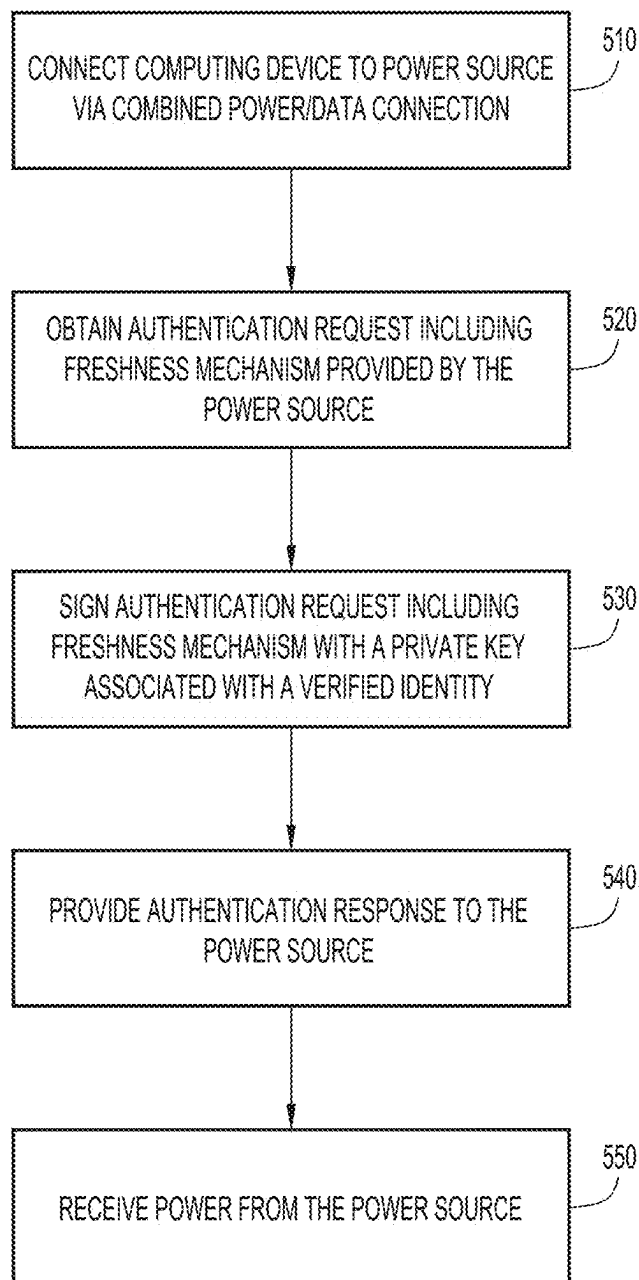 510
CONNECT COMPUTING DEVICE TO POWER SOURCE
VIA COMBINED POWER/DATA CONNECTION
520
OBTAIN AUTHENTICATION REQUEST INCLUDING
FRESHNESS MECHANISM PROVIDED BY THE
POWER SOURCE
530
SIGN AUTHENTICATION REQUEST INCLUDING
FRESHNESS MECHANISM WITH A PRIVATE KEY
ASSOCIATED WITH A VERIFIED IDENTITY
540
PROVIDE AUTHENTICATION RESPONSE TO THE
POWER SOURCE
550
RECEIVE POWER FROM THE POWER SOURCE